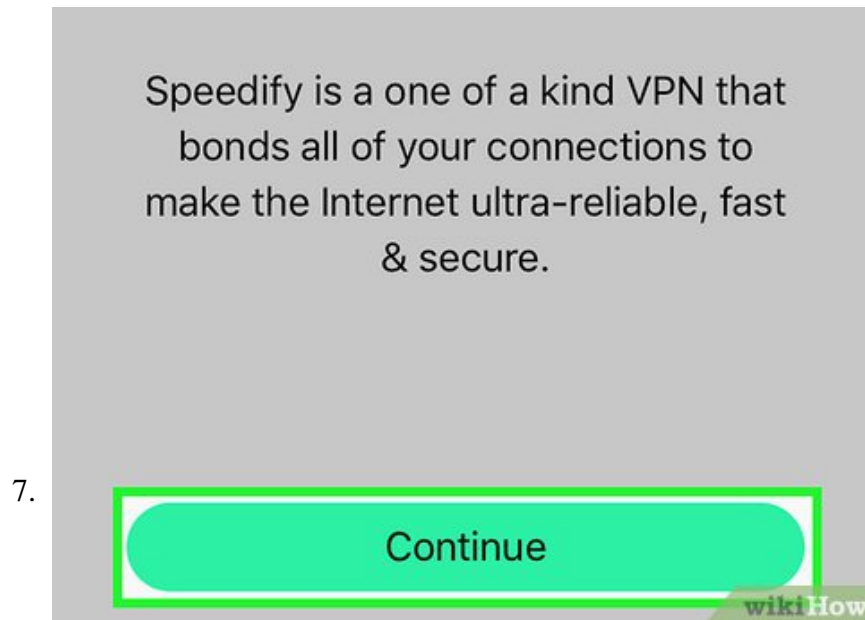 Speedify is a one of a kind VPN that
bonds all of your connections to
make the Internet ultra-reliable, fast
& secure.
7.
Continue
wikiHow